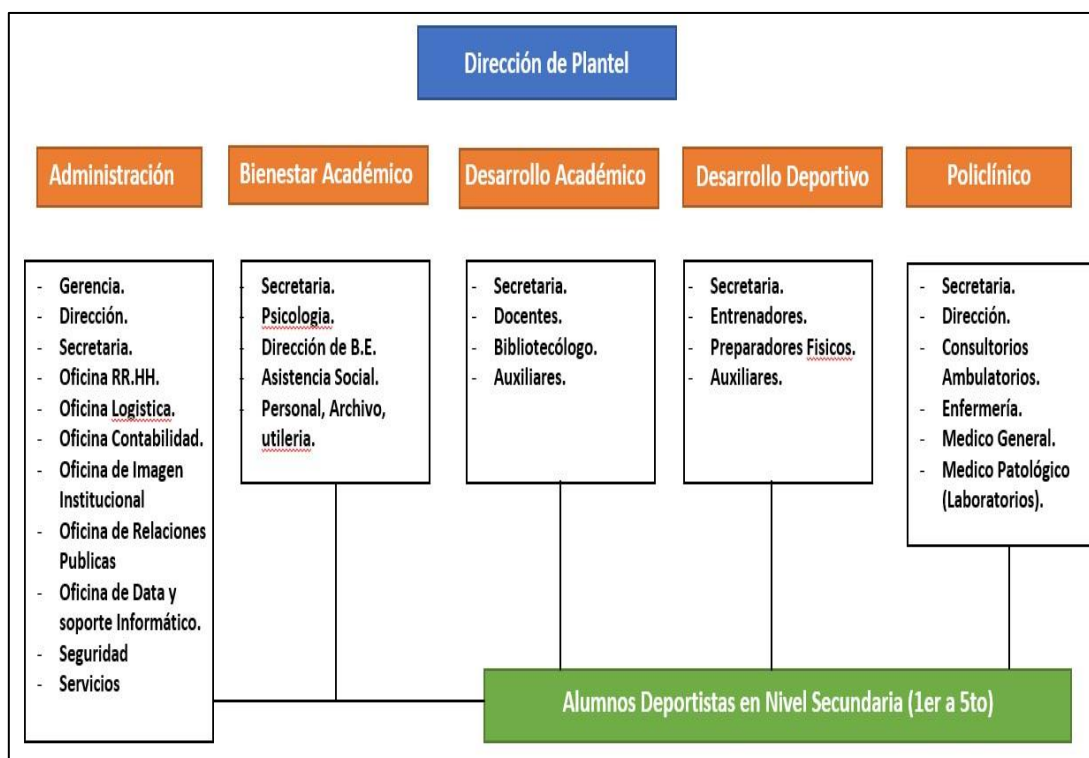 Dirección de Plantel
Administración
Bienestar Académico
Desarrollo Académico
Desarrollo Deportivo
Policlínico
- Gerencia.
- Dirección.
- Secretaria.
- Oficina RR.HH.
- Oficina Logistica.
- Oficina Contabilidad.
- Oficina de Imagen
Institucional
- Oficina de Relaciones
Publicas
- Oficina de Data y
soporte Informático.
- Seguridad
- Servicios
- Secretaria.
- Psicologia.
- Dirección de B.E.
- Asistencia Social.
- Personal, Archivo,
utileria.
- Secretaria.
- Docentes.
- Bibliotecólogo.
- Auxiliares.
- Secretaria.
- Entrenadores.
- Preparadores Fisicos.
- Auxiliares.
- Secretaria.
- Dirección.
- Consultorios
Ambulatorios.
- Enfermería.
- Medico General.
- Medico Patológico
(Laboratorios).
Alumnos Deportistas en Nivel Secundaria (1er a 5to)